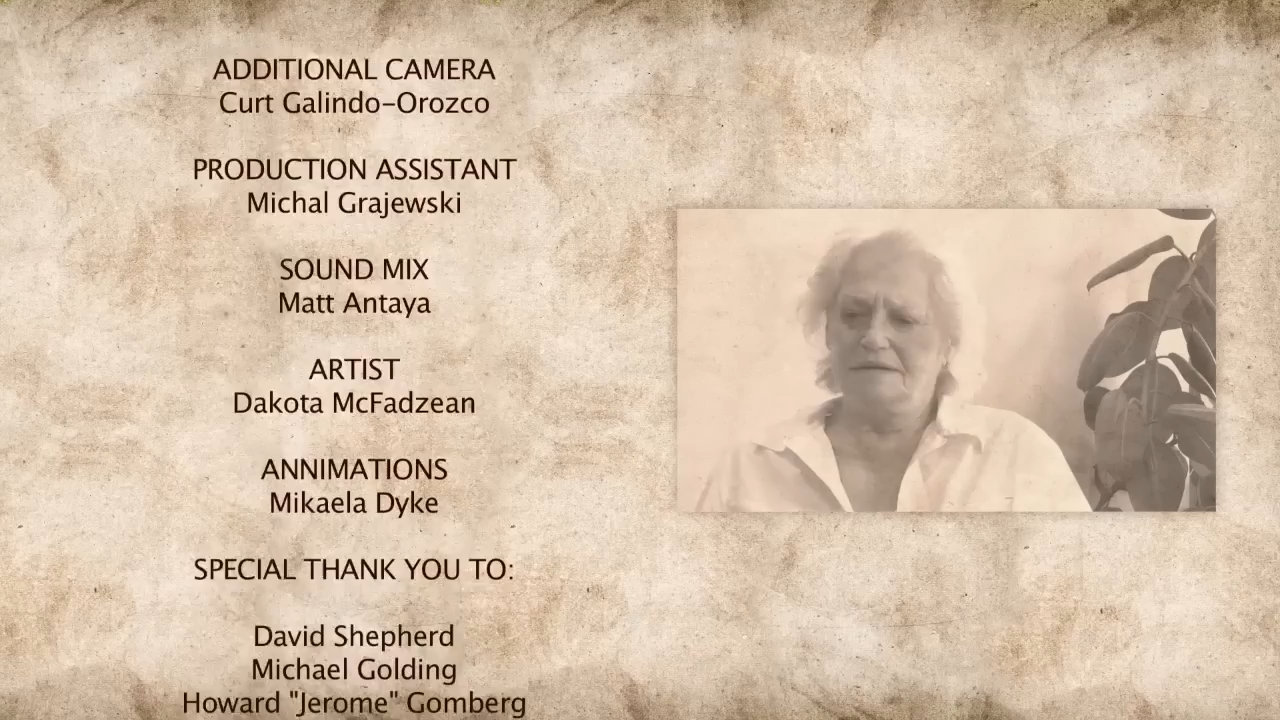 ADDITIONAL CAMERA
Curt Galindo-Orozco
PRODUCTION ASSISTANT
Michal Grajewski
SOUND MIX
Matt Antaya
ARTIST
Dakota McFadzean
ANNIMATIONS
Mikaela Dyke
SPECIAL THANK YOU TO:
David Shepherd
Michael Golding
Howard "Jerome" Gomberg